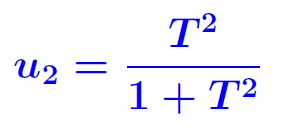 u₂ = T² / (1 + T²)